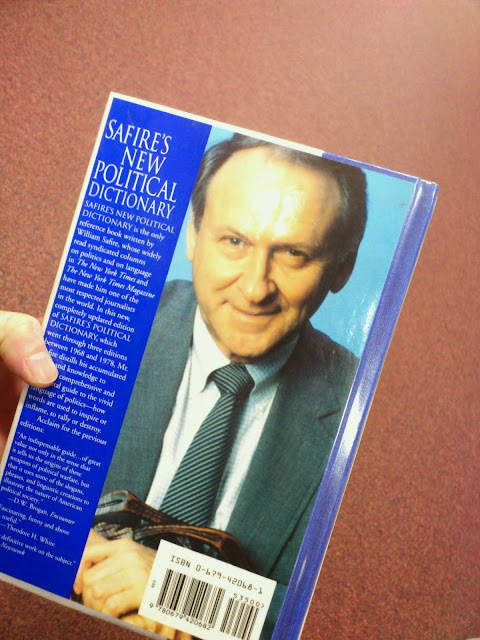 SAFIRE'S
NEW
POLITICAL
DICTIONARY
SAFIRE'S NEW POLITICAL
DICTIONARY is the only
reference book written by
William Safire, whose widely
read syndicated columns
on politics and on language
in The New York Times and
The New York Times Magazine
have made him one of the
most respected journalists
in the world. In this new,
completely updated edition
of SAFIRE'S POLITICAL
DICTIONARY, which
went through three editions
between 1968 and 1978, Mr.
distills his accumulated
and knowledge to
comprehensive and
guide to the vivid
language of politics—how
words are used to inspire or
inflame, to rally or destroy.
Acclaim for the previous
editions:
"An indispensable guide...of great
value not only in the sense that
it tells us the origins of these
weapons of political warfare, but
that it uses some of the slogans,
phrases, and linguistic creations to
illustrate the nature of American
political society."
—D. W. Brogan, Encounter
"Fascinating, funny and above
useful."
—Theodore H. White
definitive work on the subject."
Newsweek
ISBN 0-679-42068-1
53500>
9 780679 420682